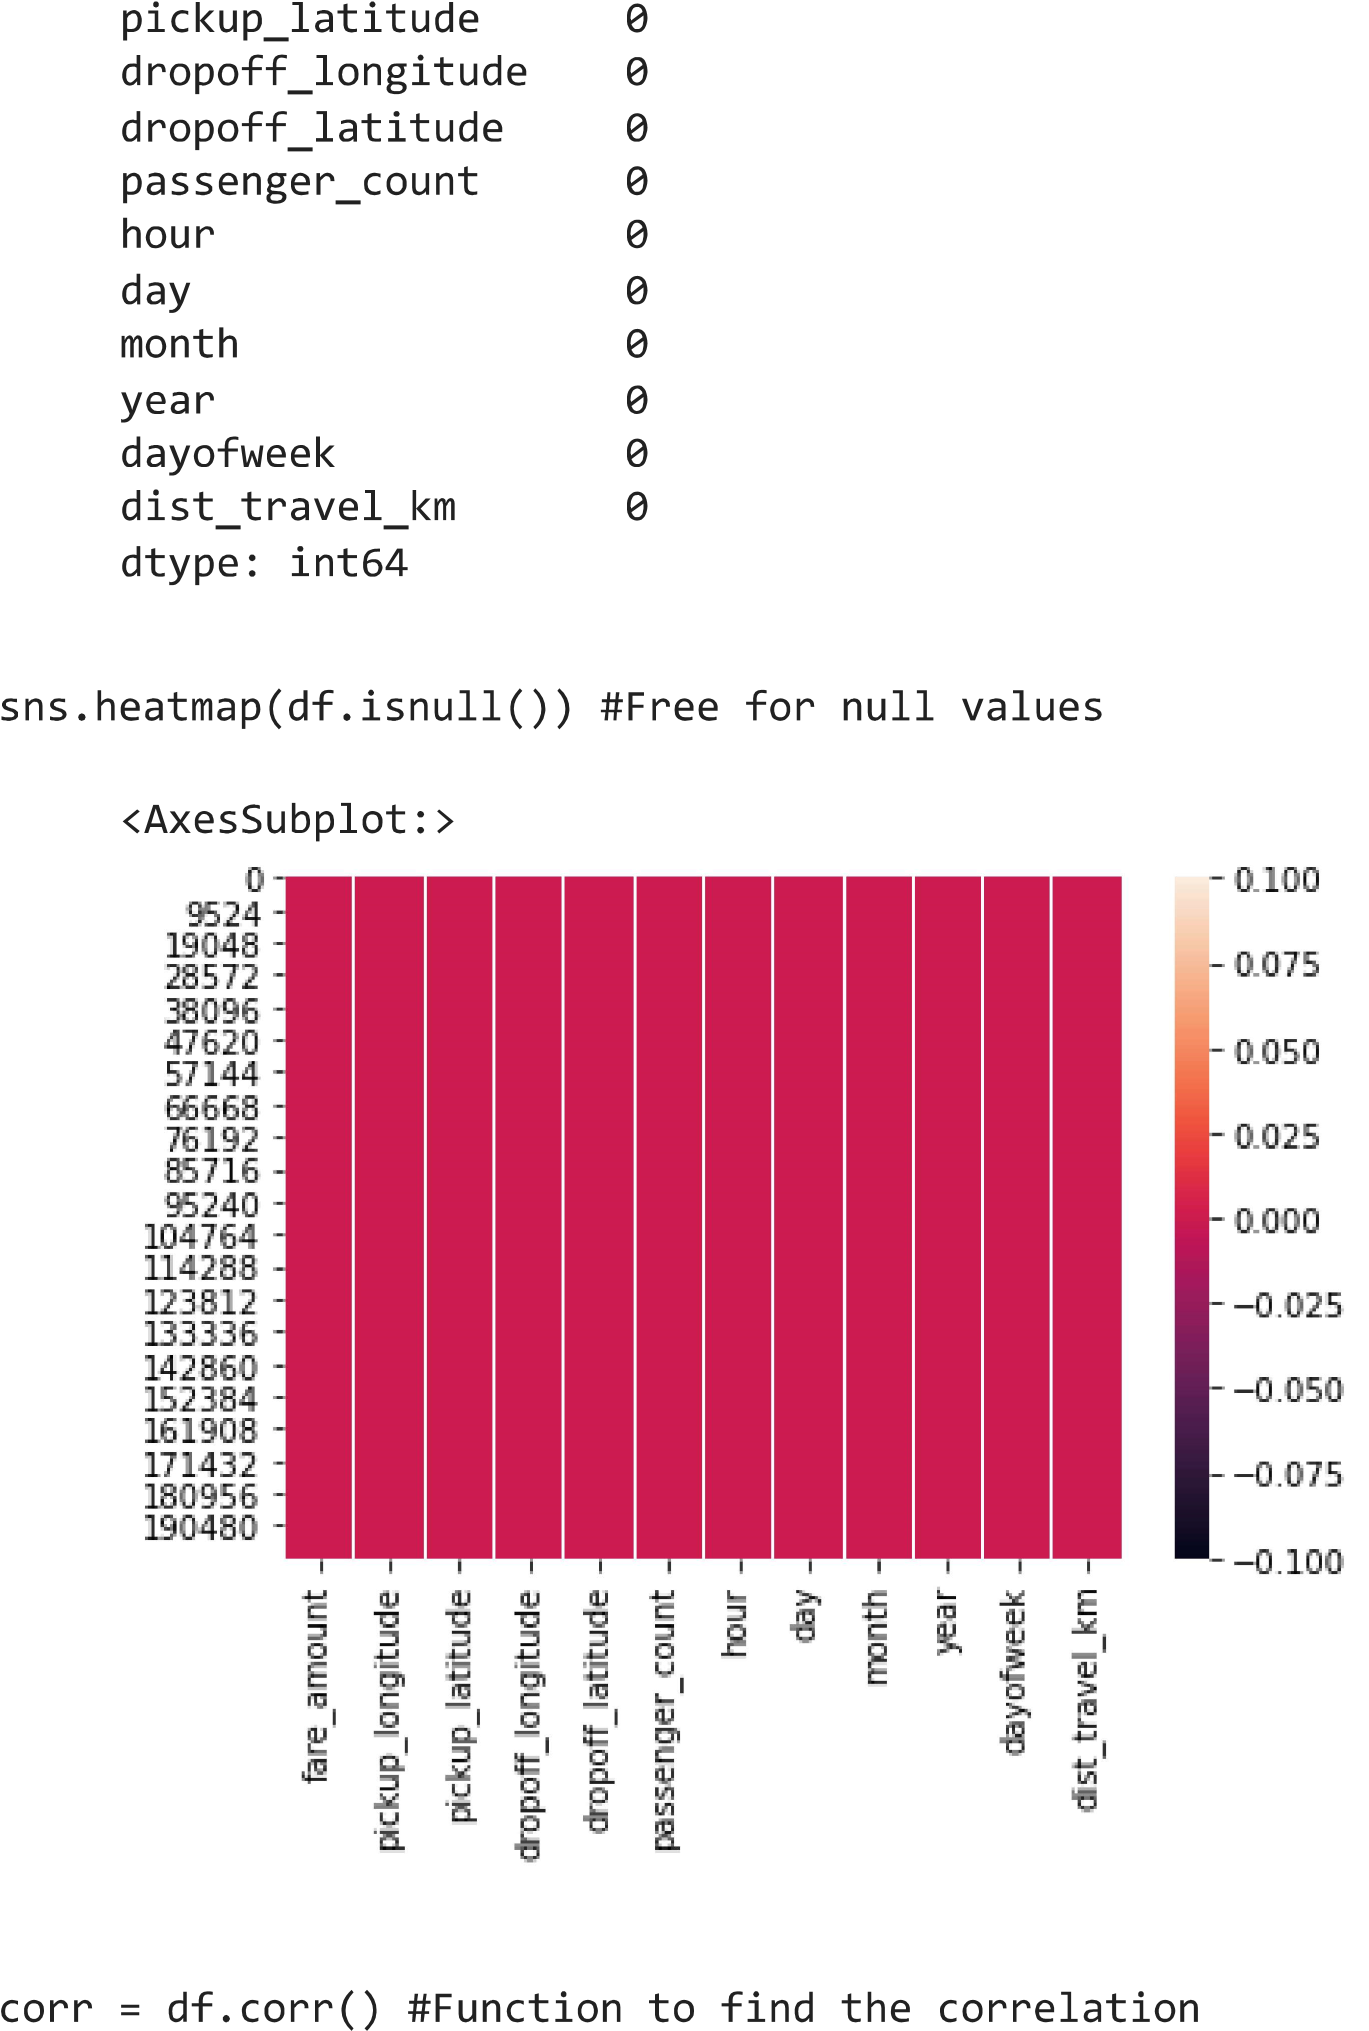 pickup_latitude 0
dropoff_longitude 0
dropoff_latitude 0
passenger_count 0
hour 0
day 0
month 0
year 0
dayofweek 0
dist_travel_km 0
dtype: int64
sns.heatmap(df.isnull()) #Free for null values
<AxesSubplot:>
0
9524
19048
28572
38096
47620
57144
66668
76192
85716
95240
104764
114288
123812
133336
142860
152384
161908
171432
180956
190480
0.100
0.075
0.050
0.025
0.000
−0.025
−0.050
−0.075
−0.100
fare_amount
pickup_longitude
pickup_latitude
dropoff_longitude
dropoff_latitude
passenger_count
hour
day
month
year
dayofweek
dist_travel_km
corr = df.corr() #Function to find the correlation